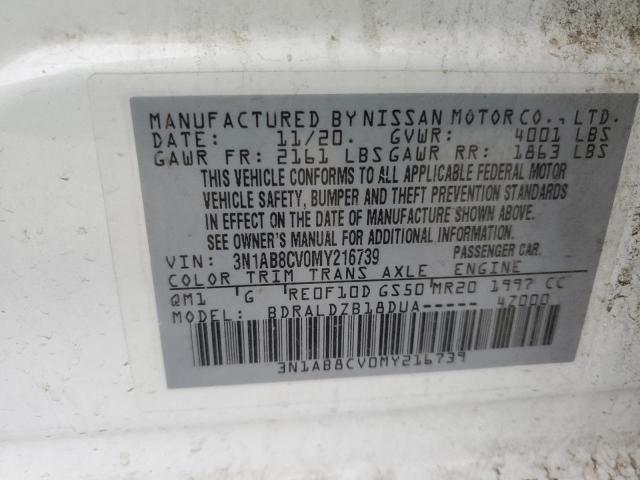 MANUFACTURED BY NISSAN MOTOR CO., LTD.
DATE: 11/20. GVWR: 4001 LBS
GAWR FR: 2161 LBS GAWR RR: 1863 LBS
THIS VEHICLE CONFORMS TO ALL APPLICABLE FEDERAL MOTOR
VEHICLE SAFETY, BUMPER AND THEFT PREVENTION STANDARDS
IN EFFECT ON THE DATE OF MANUFACTURE SHOWN ABOVE.
SEE OWNER'S MANUAL FOR ADDITIONAL INFORMATION.
VIN: 3N1AB8CV0MY216739 PASSENGER CAR.
COLOR TRIM TRANS AXLE ENGINE
QM1 G RE0F10D GS50 MR20 1997 CC
MODEL: BDRALDZB18DUA----- 47000
3N1AB8CV0MY216739